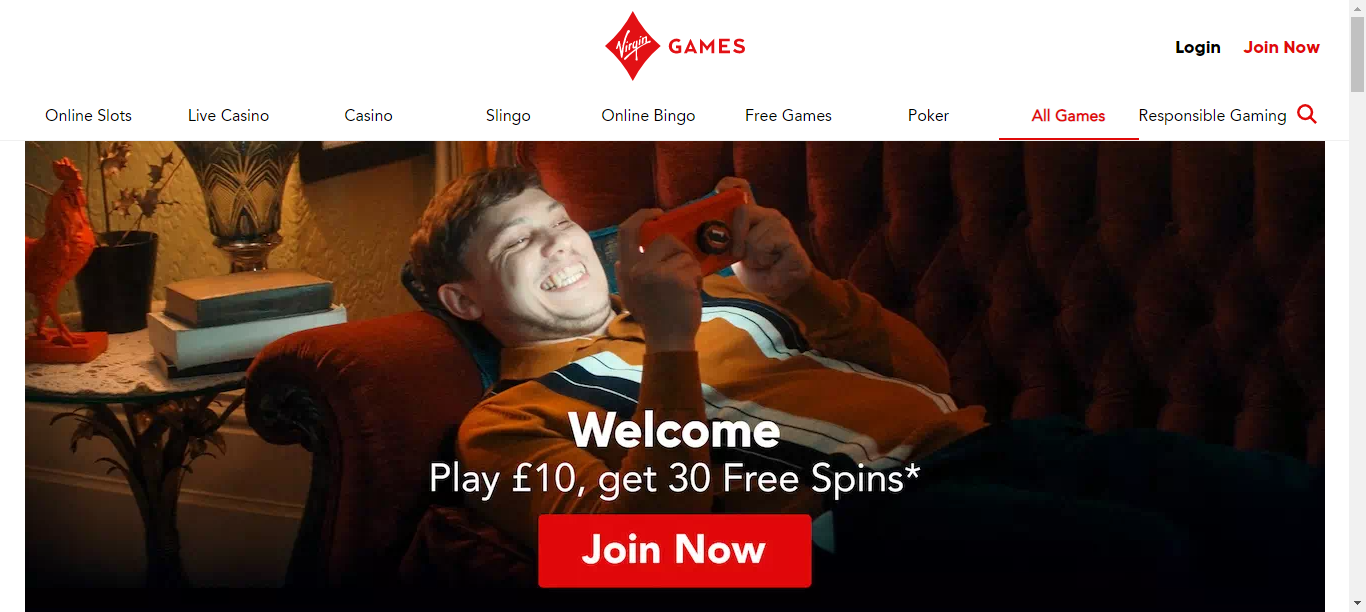 Virgin GAMES
Login Join Now
Online Slots Live Casino Casino Slingo Online Bingo Free Games Poker All Games Responsible Gaming
Welcome
Play £10, get 30 Free Spins*
Join Now